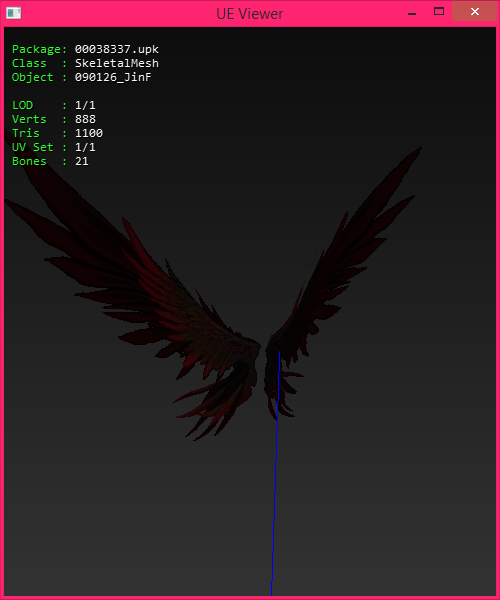 UE Viewer
Package: 00038337.upk
Class  : SkeletalMesh
Object : 090126_JinF
LOD    : 1/1
Verts  : 888
Tris   : 1100
UV Set : 1/1
Bones  : 21